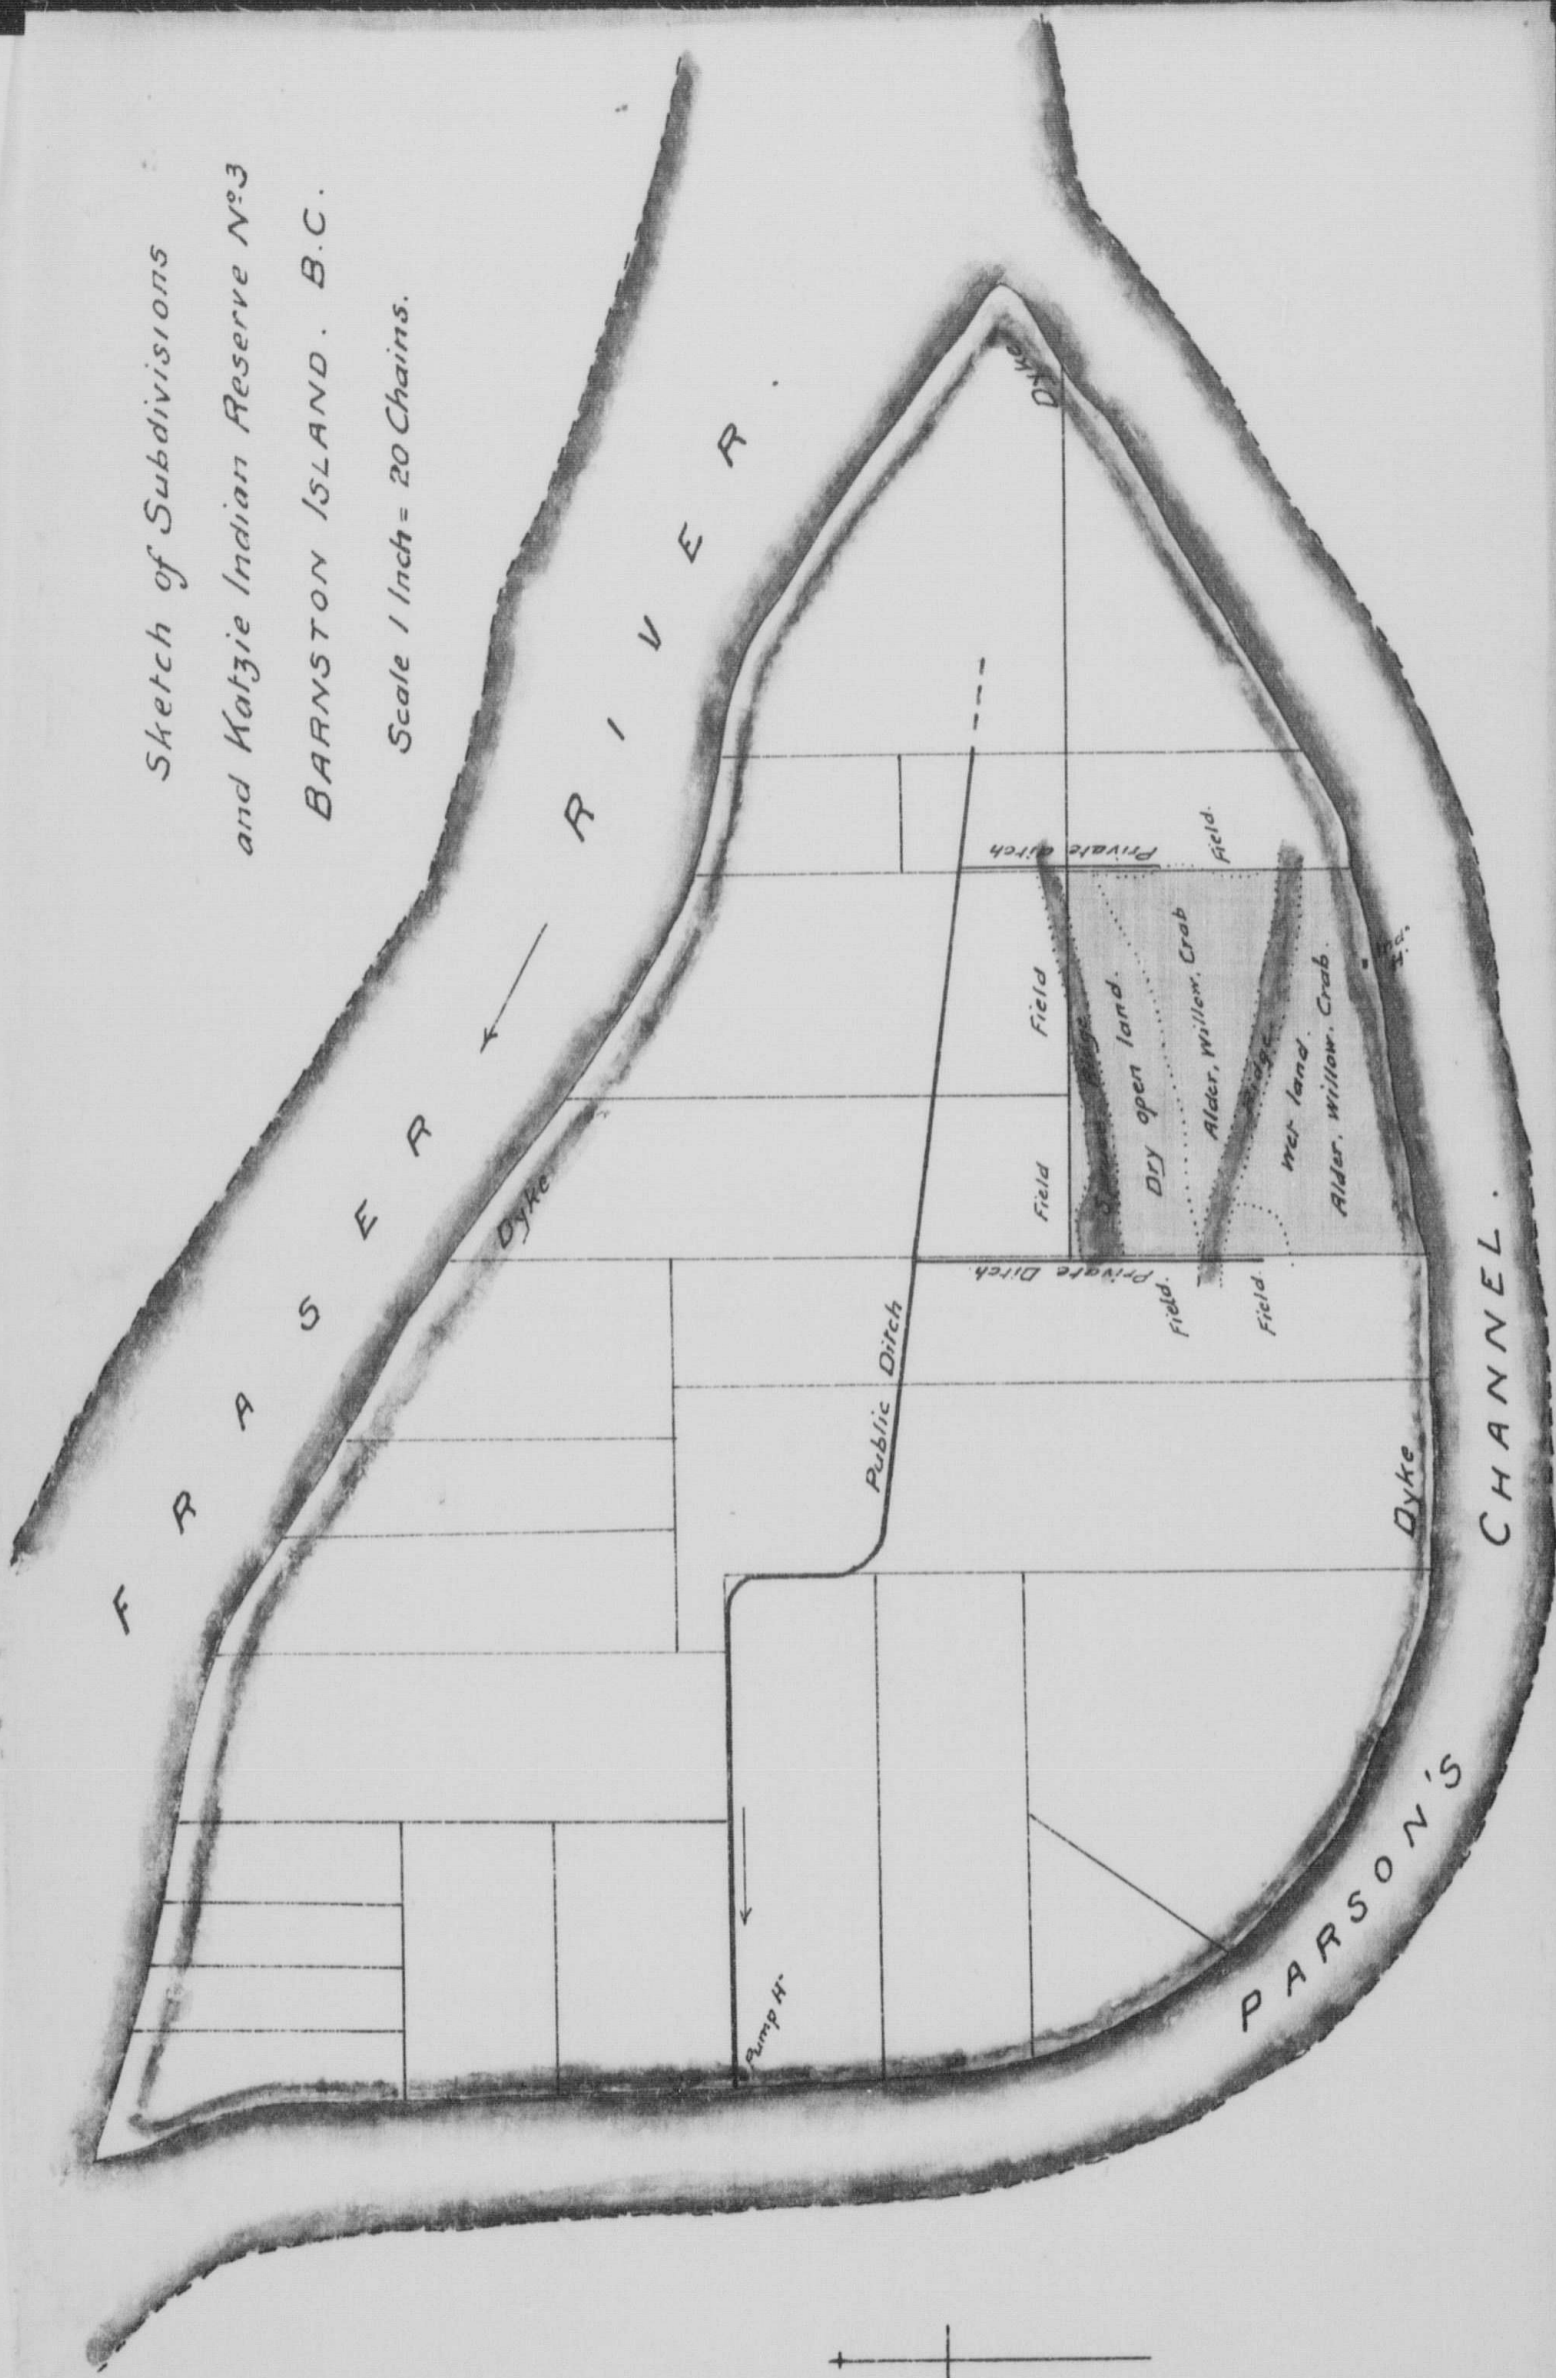 Sketch of Subdivisions
and Katzie Indian Reserve No. 3
BARNSTON ISLAND. B.C.
Scale 1 Inch = 20 Chains.
FRASER RIVER
Dyke
Dyke
Private ditch
Field.
Field
Field
Ridge
Dry open land.
Alder, Willow, Crab
Ridge
Wet land.
Alder, Willow, Crab.
Private Ditch
Field.
Field.
Public Ditch
Dyke
Pump H.
PARSON'S CHANNEL.